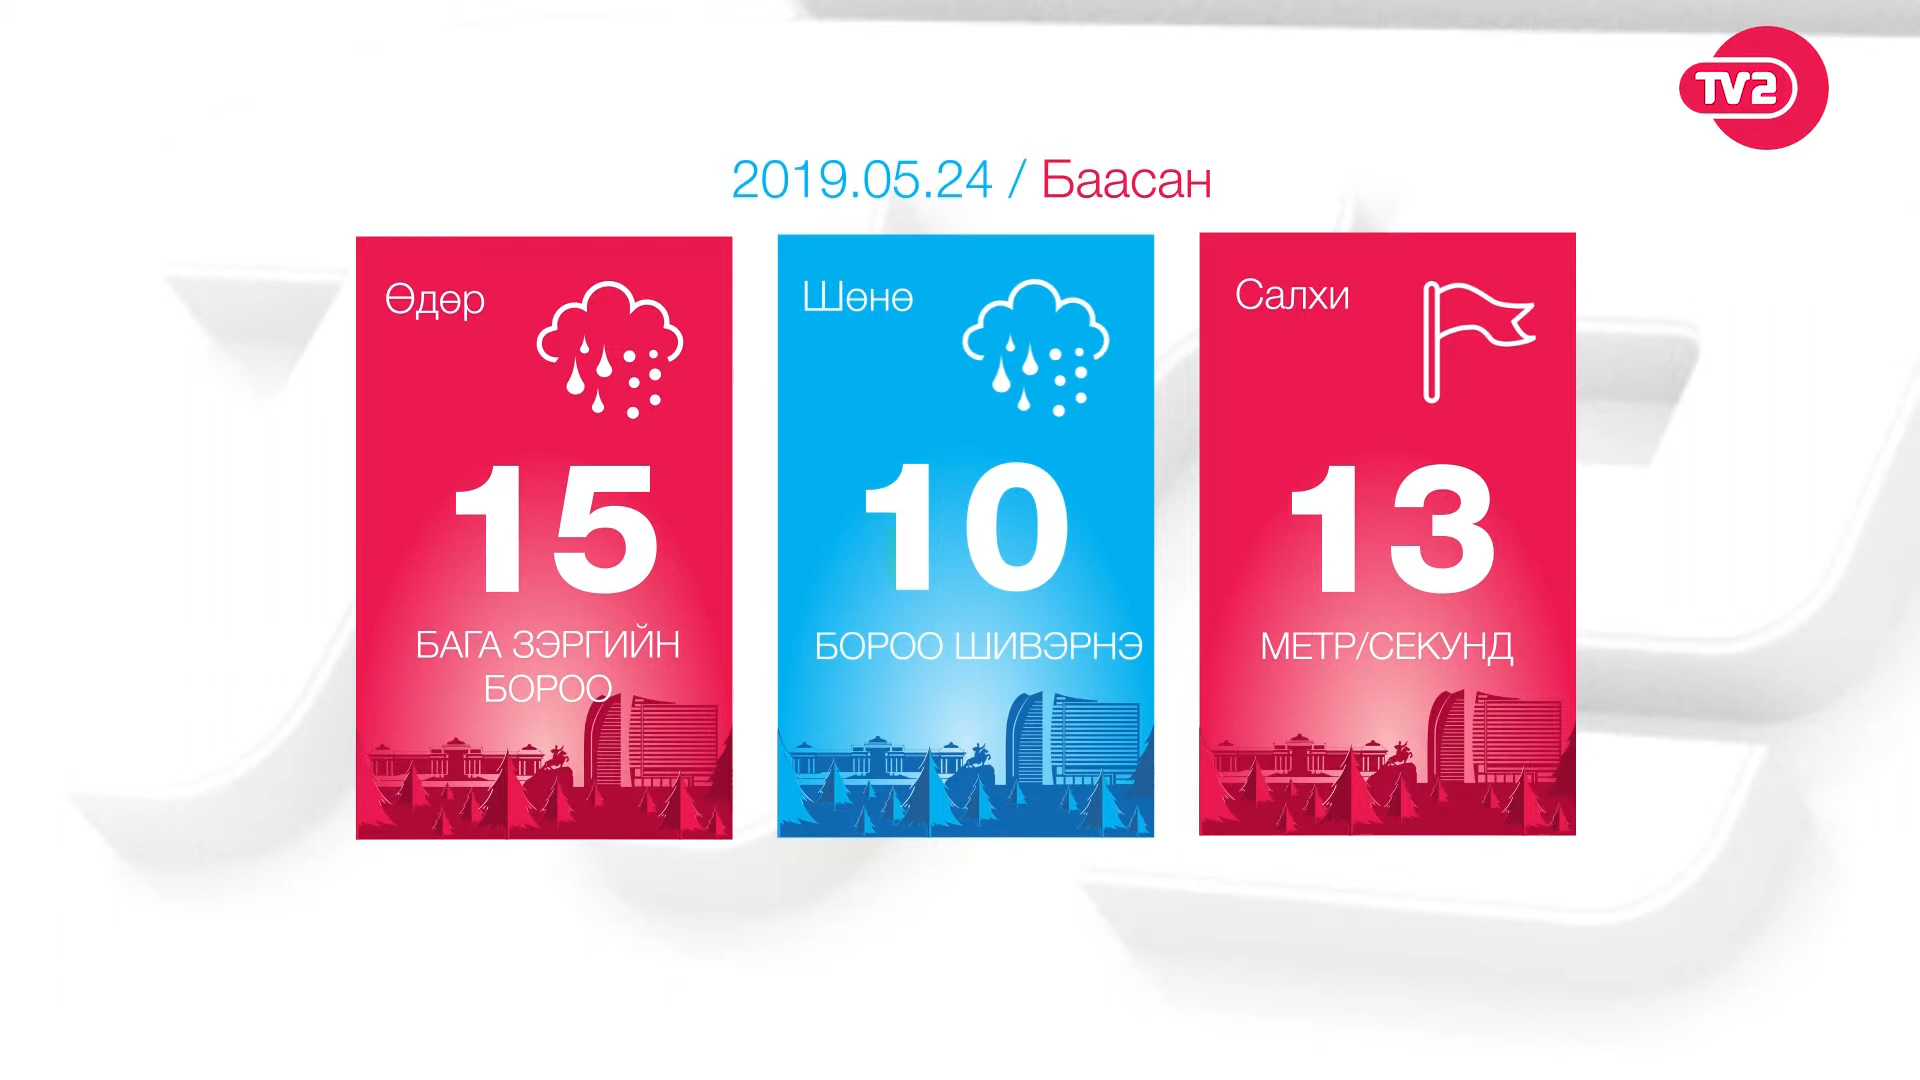 TV2
2019.05.24 / Баасан
Өдөр
15
БАГА ЗЭРГИЙН
БОРОО
Шөнө
10
БОРОО ШИВЭРНЭ
Салхи
13
МЕТР/СЕКУНД